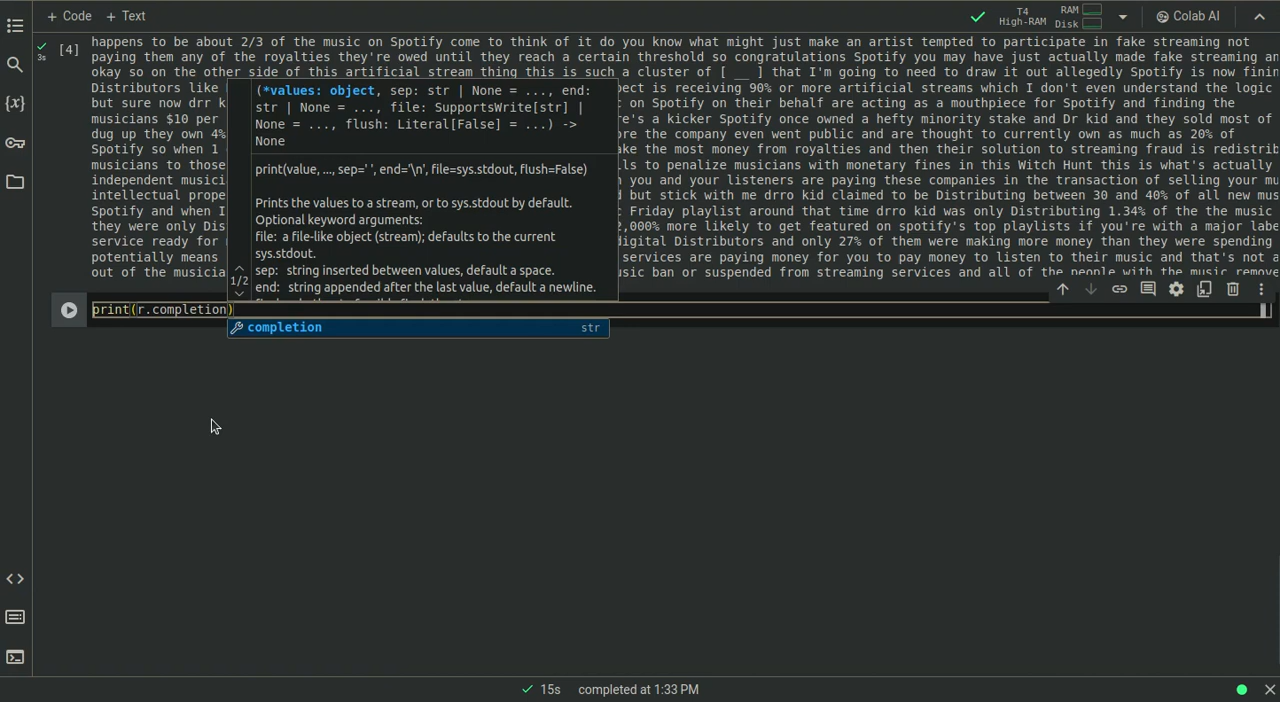 + Code + Text
T4
High-RAM
RAM
Disk
Colab AI
[4]
3s
happens to be about 2/3 of the music on Spotify come to think of it do you know what might just make an artist tempted to participate in fake streaming not
paying them any of the royalties they're owed until they reach a certain threshold so congratulations Spotify you may have just actually made fake streaming an
okay so on the other side of this artificial stream thing this is such a cluster of [ __ ] that I'm going to need to draw it out allegedly Spotify is now finin
Distributors like
ect is receiving 90% or more artificial streams which I don't even understand the logic
but sure now drr k
on Spotify on their behalf are acting as a mouthpiece for Spotify and finding the
musicians $10 per
re's a kicker Spotify once owned a hefty minority stake and Dr kid and they sold most of
dug up they own 4%
ore the company even went public and are thought to currently own as much as 20% of
Spotify so when 1
ake the most money from royalties and then their solution to streaming fraud is redistrib
musicians to those
ls to penalize musicians with monetary fines in this Witch Hunt this is what's actually
independent musici
n you and your listeners are paying these companies in the transaction of selling your mu
intellectual prope
d but stick with me drro kid claimed to be Distributing between 30 and 40% of all new mus
Spotify and when I
c Friday playlist around that time drro kid was only Distributing 1.34% of the the music
they were only Dis
2,000% more likely to get featured on spotify's top playlists if you're with a major labe
service ready for
digital Distributors and only 27% of them were making more money than they were spending
potentially means
services are paying money for you to pay money to listen to their music and that's not a
out of the musicia
usic ban or suspended from streaming services and all of the people with the music remove
(*values: object, sep: str | None = ..., end:
str | None = ..., file: SupportsWrite[str] |
None = ..., flush: Literal[False] = ...) ->
None
print(value, ..., sep=' ', end='\n', file=sys.stdout, flush=False)
Prints the values to a stream, or to sys.stdout by default.
Optional keyword arguments:
file: a file-like object (stream); defaults to the current
sys.stdout.
sep: string inserted between values, default a space.
1/2
end: string appended after the last value, default a newline.
print(r.completion)
completion str
15s completed at 1:33 PM